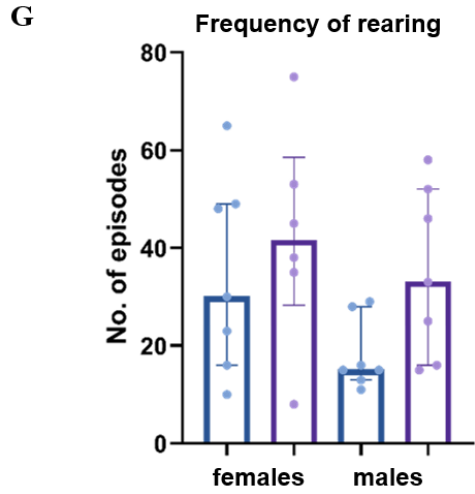 G
Frequency of rearing
No. of episodes
80
60
40
20
0
females males